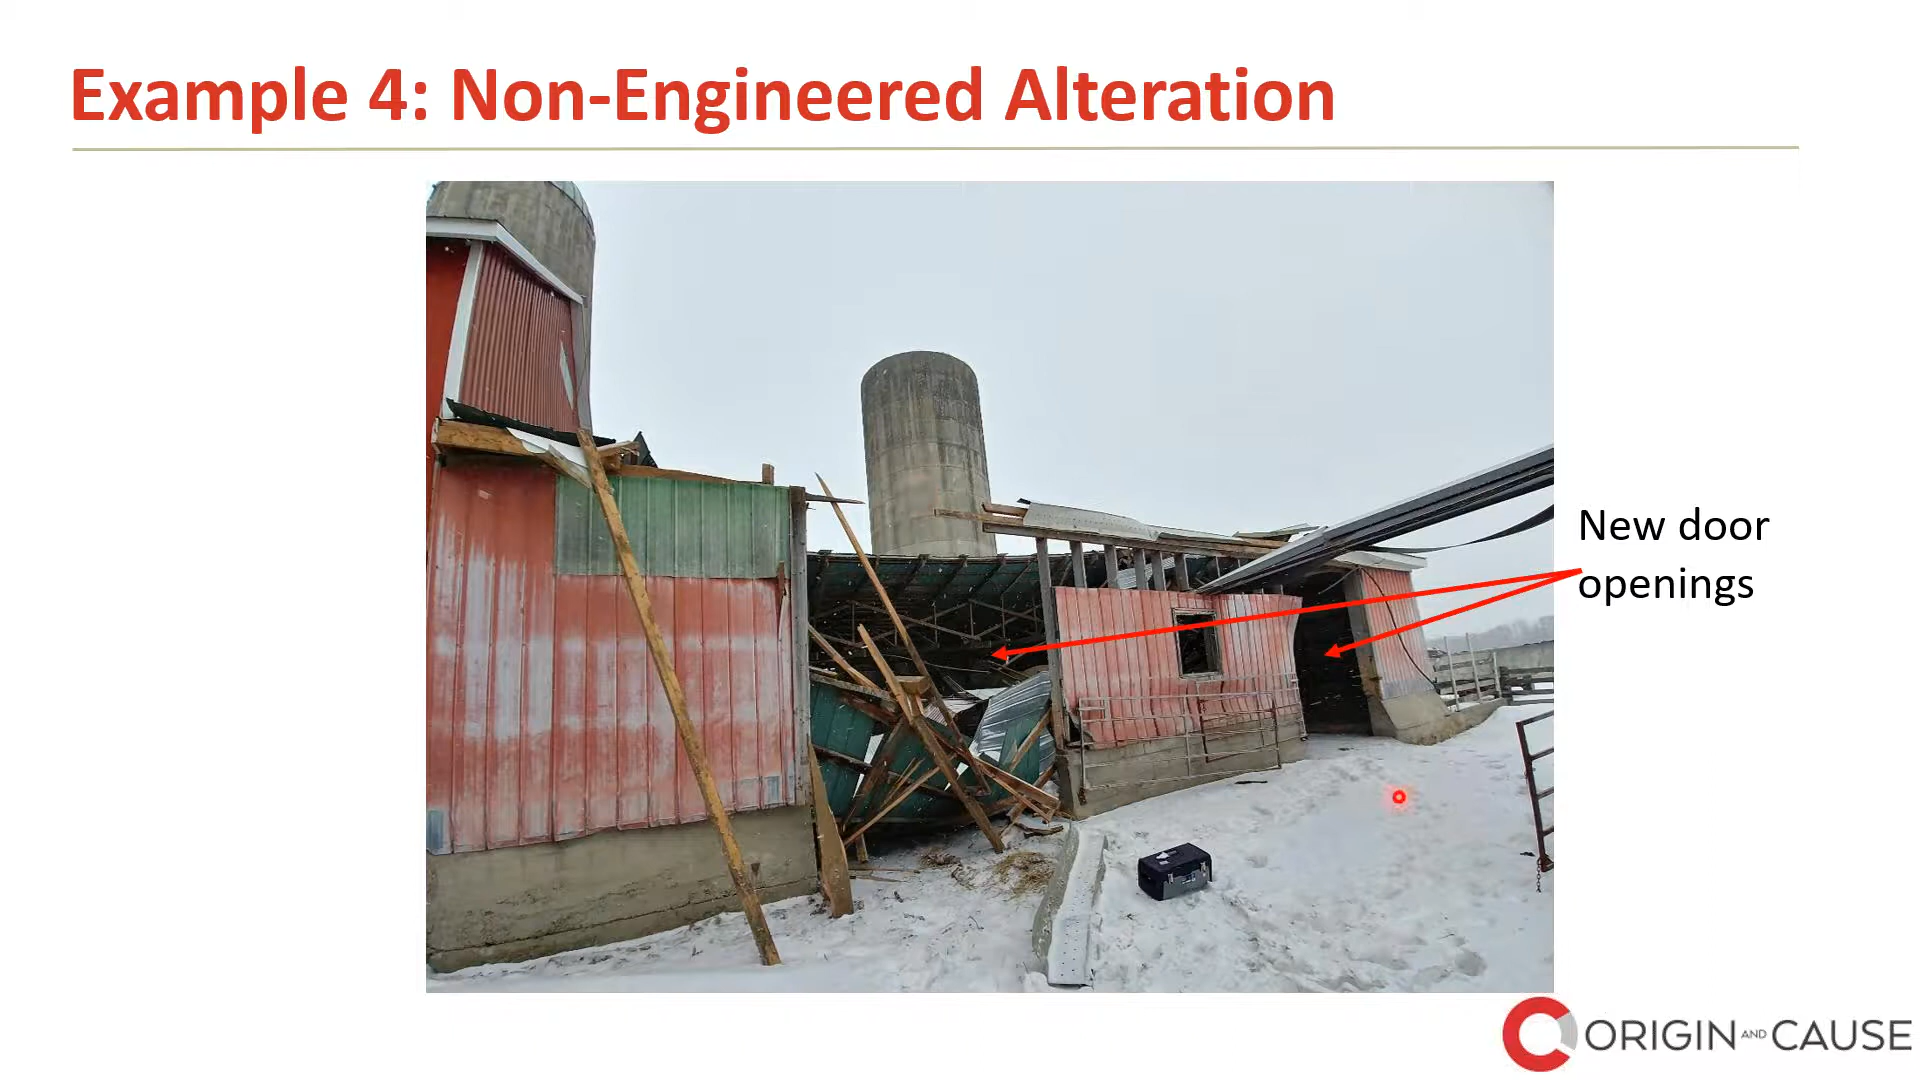 Example 4: Non-Engineered Alteration
New door
openings
ORIGIN AND CAUSE